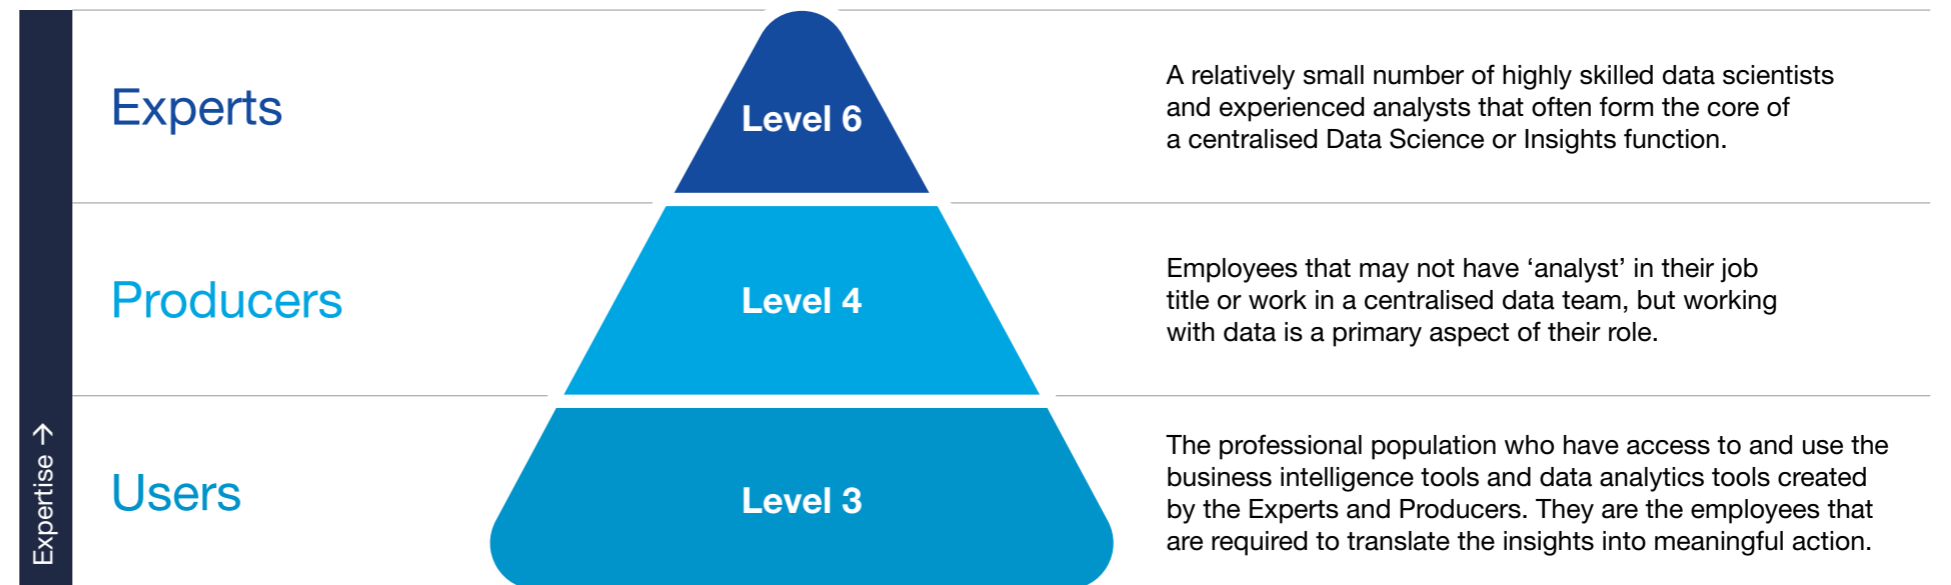 Experts
Level 6
A relatively small number of highly skilled data scientists
and experienced analysts that often form the core of
a centralised Data Science or Insights function.
Producers
Level 4
Employees that may not have ‘analyst’ in their job
title or work in a centralised data team, but working
with data is a primary aspect of their role.
Users
Level 3
The professional population who have access to and use the
business intelligence tools and data analytics tools created
by the Experts and Producers. They are the employees that
are required to translate the insights into meaningful action.
Expertise →